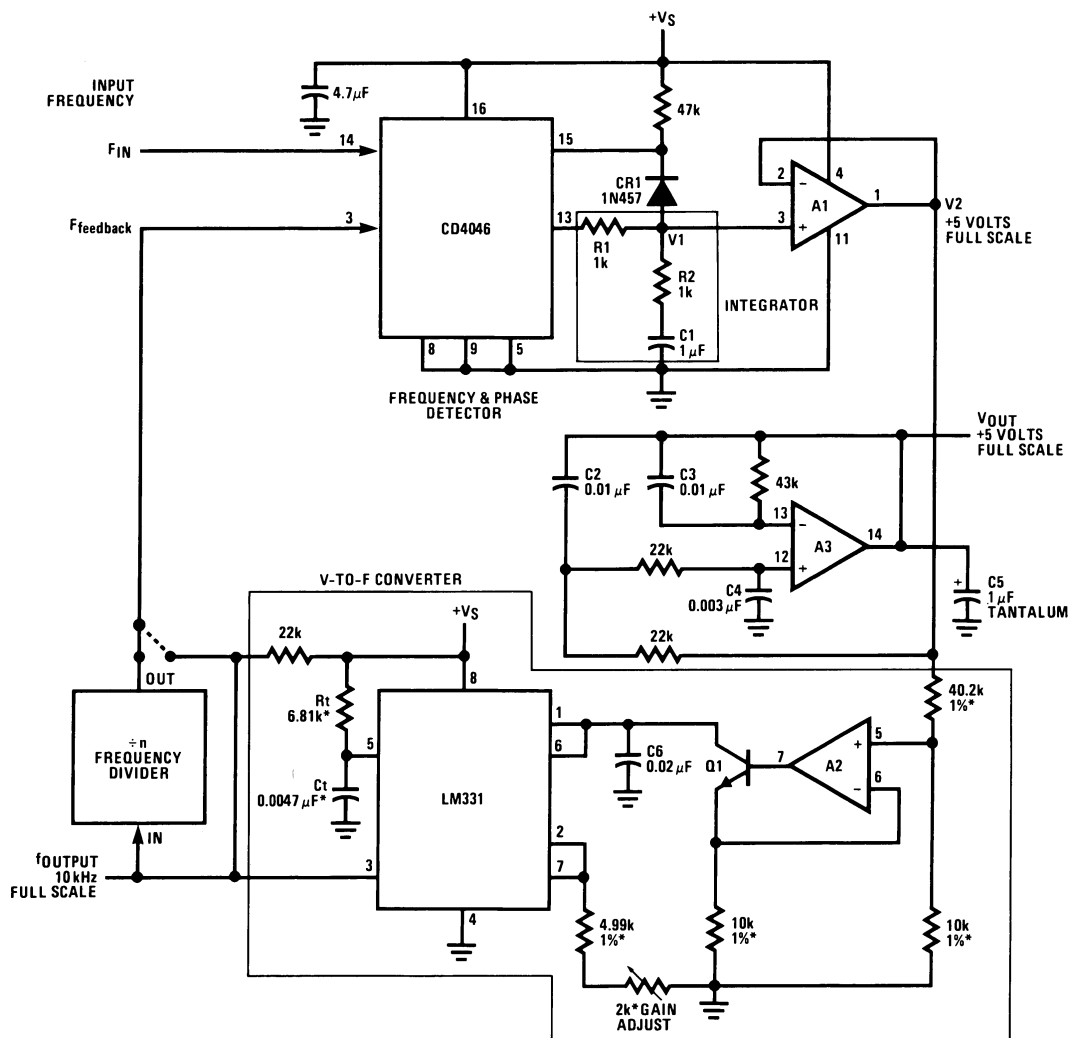 +VS
INPUT
FREQUENCY
4.7µF
16
47k
FIN
14
15
CR1
1N457
2
−
4
A1
1
V2
+5 VOLTS
FULL SCALE
Ffeedback
3
CD4046
13
R1
1k
V1
3
+
11
R2
1k
INTEGRATOR
C1
1µF
8
9
5
FREQUENCY & PHASE
DETECTOR
VOUT
+5 VOLTS
FULL SCALE
C2
0.01µF
C3
0.01µF
43k
13
−
A3
14
22k
12
+
C4
0.003µF
+
C5
1µF
TANTALUM
V-TO-F CONVERTER
+VS
22k
22k
OUT
÷n
FREQUENCY
DIVIDER
IN
Rt
6.81k*
8
5
Ct
0.0047µF*
LM331
1
6
C6
0.02µF
Q1
7
A2
+
5
−
6
40.2k
1%*
2
7
fOUTPUT
10kHz
FULL SCALE
3
4
4.99k
1%*
10k
1%*
10k
1%*
2k* GAIN
ADJUST